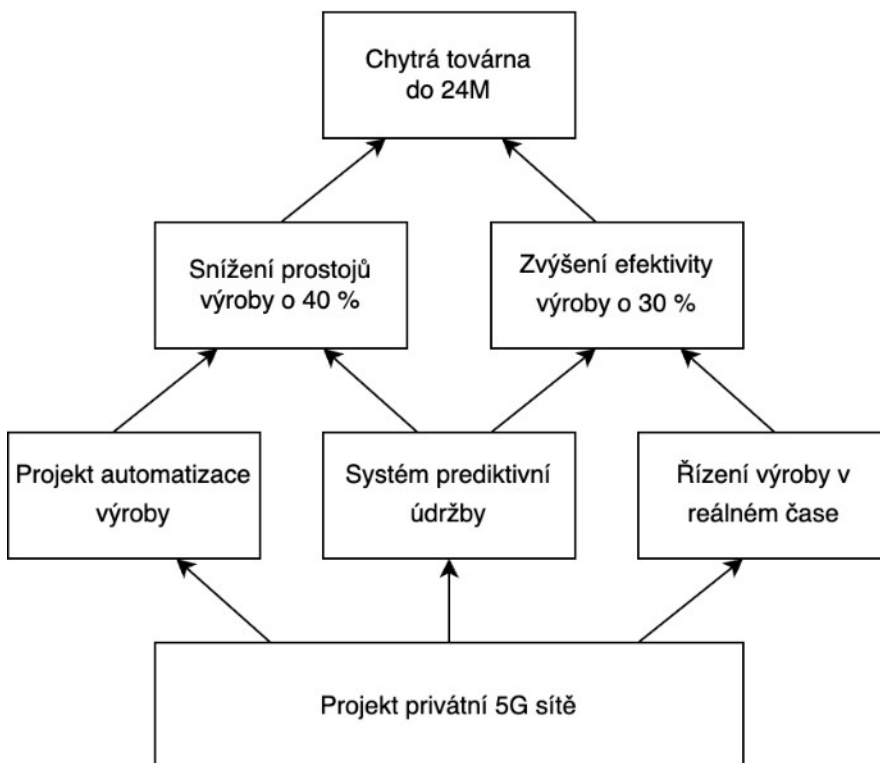 Chytrá továrna
do 24M
Snížení prostojů
výroby o 40 %
Zvýšení efektivity
výroby o 30 %
Projekt automatizace
výroby
Systém prediktivní
údržby
Řízení výroby v
reálném čase
Projekt privátní 5G sítě